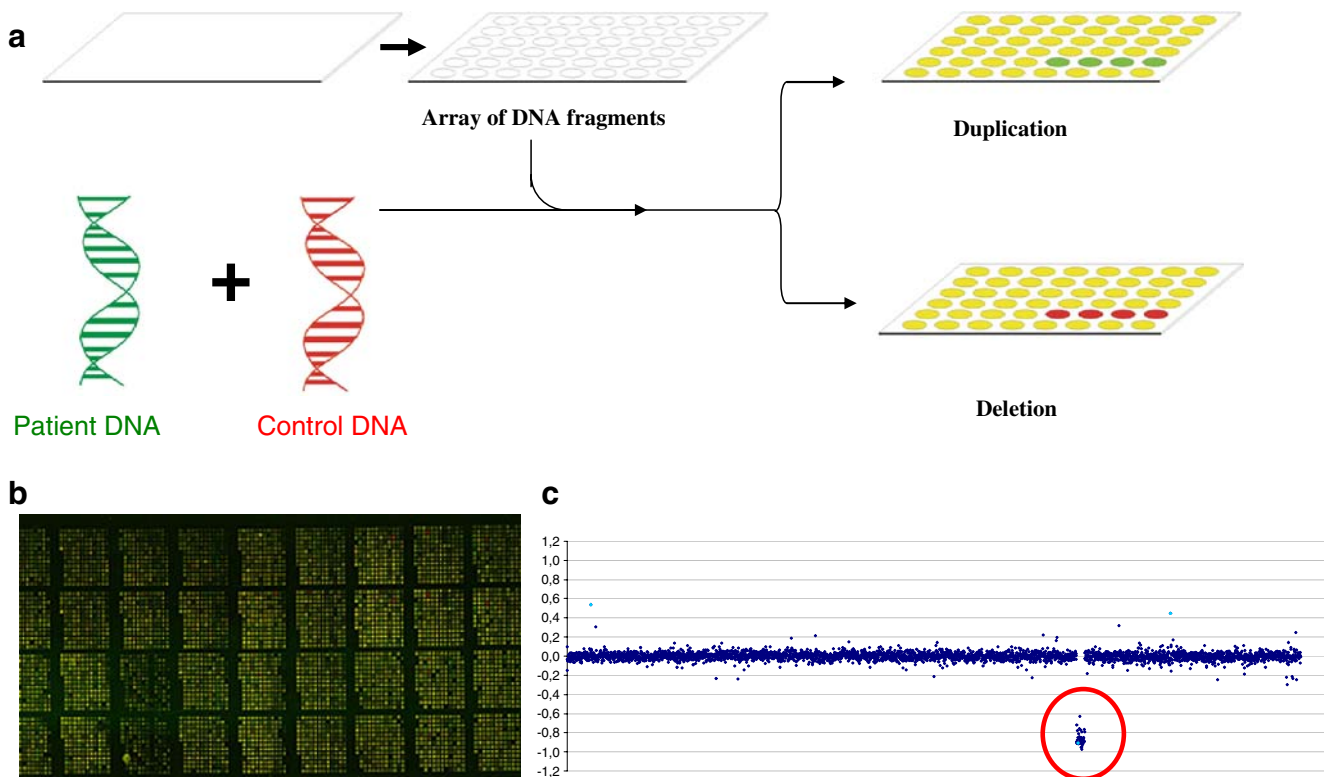 a
Array of DNA fragments
Duplication
Patient DNA
+
Control DNA
Deletion
b
c
1,2
1,0
0,8
0,6
0,4
0,2
0,0
-0,2
-0,4
-0,6
-0,8
-1,0
-1,2